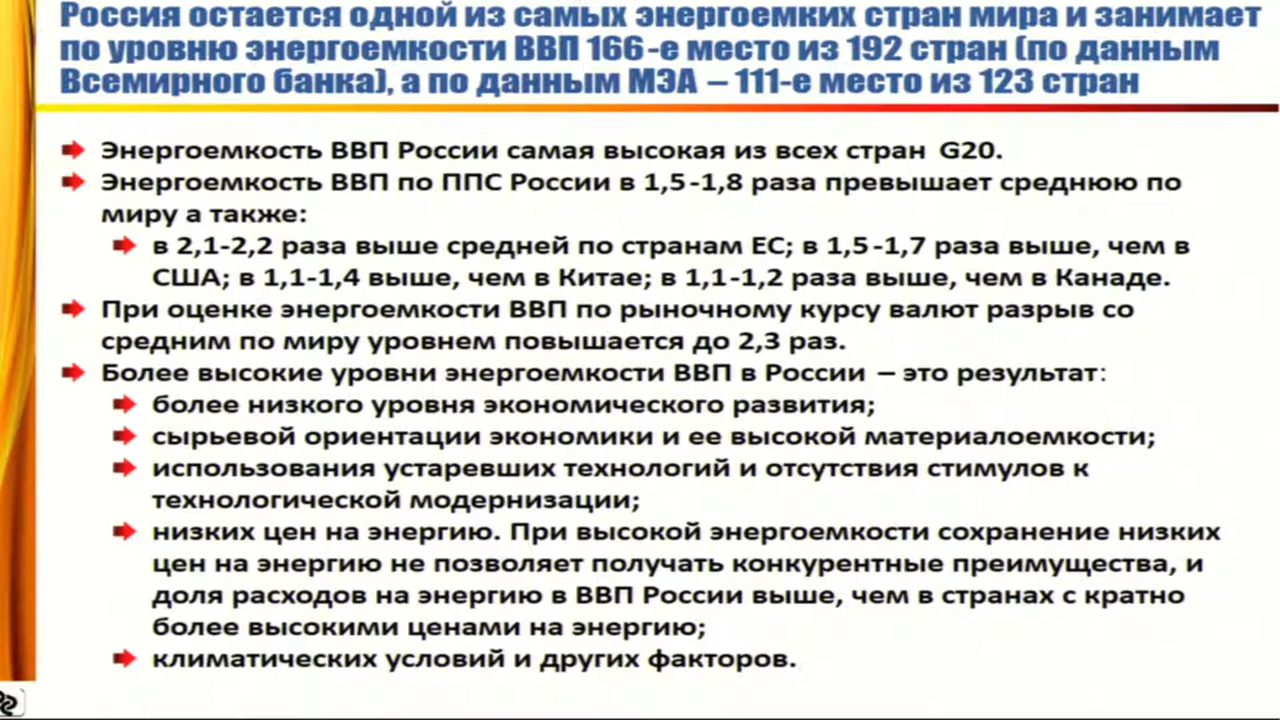 Россия остается одной из самых энергоемких стран мира и занимает
по уровню энергоемкости ВВП 166-е место из 192 стран (по данным
Всемирного банка), а по данным МЭА – 111-е место из 123 стран
Энергоемкость ВВП России самая высокая из всех стран G20.
Энергоемкость ВВП по ППС России в 1,5-1,8 раза превышает среднюю по
миру а также:
в 2,1-2,2 раза выше средней по странам ЕС; в 1,5-1,7 раза выше, чем в
США; в 1,1-1,4 выше, чем в Китае; в 1,1-1,2 раза выше, чем в Канаде.
При оценке энергоемкости ВВП по рыночному курсу валют разрыв со
средним по миру уровнем повышается до 2,3 раз.
Более высокие уровни энергоемкости ВВП в России – это результат:
более низкого уровня экономического развития;
сырьевой ориентации экономики и ее высокой материалоемкости;
использования устаревших технологий и отсутствия стимулов к
технологической модернизации;
низких цен на энергию. При высокой энергоемкости сохранение низких
цен на энергию не позволяет получать конкурентные преимущества, и
доля расходов на энергию в ВВП России выше, чем в странах с кратно
более высокими ценами на энергию;
климатических условий и других факторов.